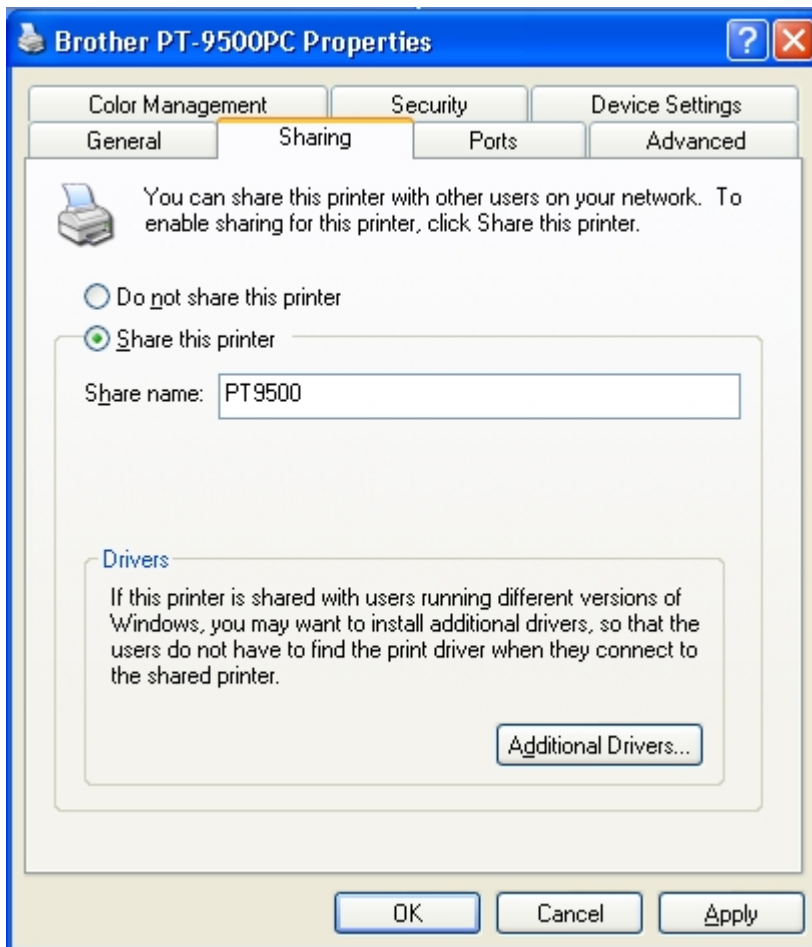 Brother PT-9500PC Properties
Color Management Security Device Settings
General Sharing Ports Advanced
You can share this printer with other users on your network. To
enable sharing for this printer, click Share this printer.
Do not share this printer
Share this printer
Share name: PT9500
Drivers
If this printer is shared with users running different versions of
Windows, you may want to install additional drivers, so that the
users do not have to find the print driver when they connect to
the shared printer.
Additional Drivers...
OK Cancel Apply